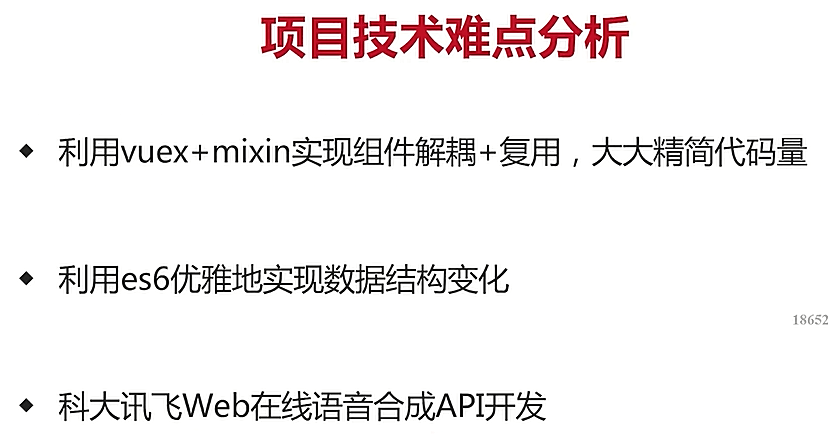 项目技术难点分析
◆ 利用vuex+mixin实现组件解耦+复用，大大精简代码量
◆ 利用es6优雅地实现数据结构变化
18652
◆ 科大讯飞Web在线语音合成API开发